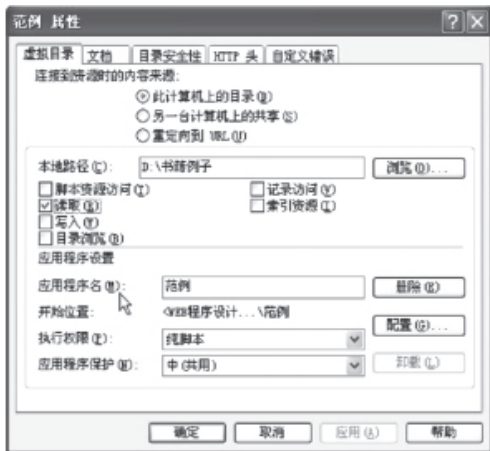 范例 属性
虚拟目录 文档 目录安全性 HTTP 头 自定义错误
连接到资源时的内容来源:
此计算机上的目录(D)
另一台计算机上的共享(S)
重定向到 URL(U)
本地路径(C): D:\书稿例子 浏览(O)...
脚本资源访问(T) 记录访问(V)
读取(R) 索引资源(I)
写入(W)
目录浏览(B)
应用程序设置
应用程序名(M): 范例 删除(E)
开始位置: <WEB程序设计...\范例
配置(G)...
执行权限(P): 纯脚本
应用程序保护(N): 中(共用) 卸载(L)
确定 取消 应用(A) 帮助